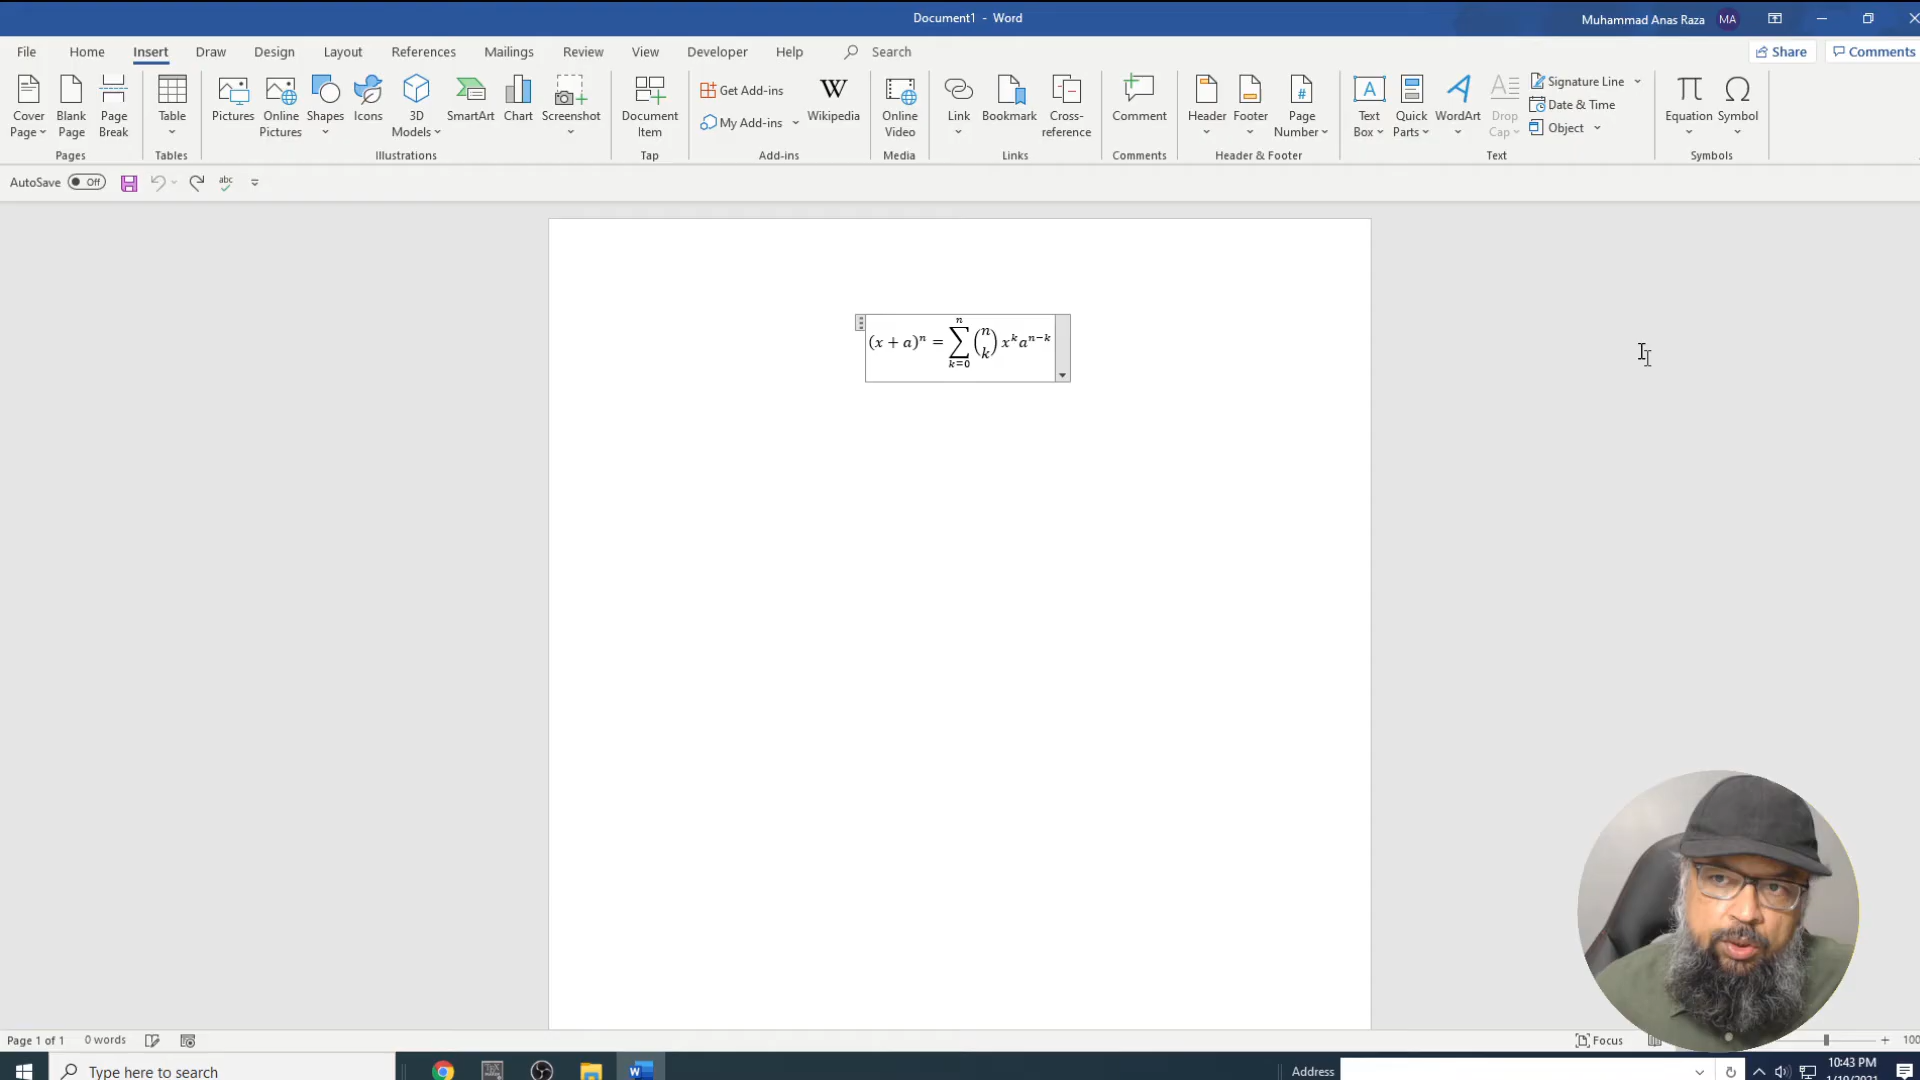 Document1 - Word
Muhammad Anas Raza MA
File Home Insert Draw Design Layout References Mailings Review View Developer Help Search Share Comments
Cover Page Blank Page Page Break Table Pictures Online Pictures Shapes Icons 3D Models SmartArt Chart Screenshot Document Item Get Add-ins My Add-ins W Wikipedia Online Video Link Bookmark Cross-reference Comment Header Footer # Page Number A Text Box Quick Parts A WordArt A Drop Cap Signature Line Date & Time Object π Equation Ω Symbol
Pages Tables Illustrations Tap Add-ins Media Links Comments Header & Footer Text Symbols
AutoSave Off abc
(x + a)ⁿ = ∑ₖ₌₀ⁿ (n k) xᵏaⁿ⁻ᵏ
Page 1 of 1 0 words Focus + 100
Type here to search W Address 10:43 PM